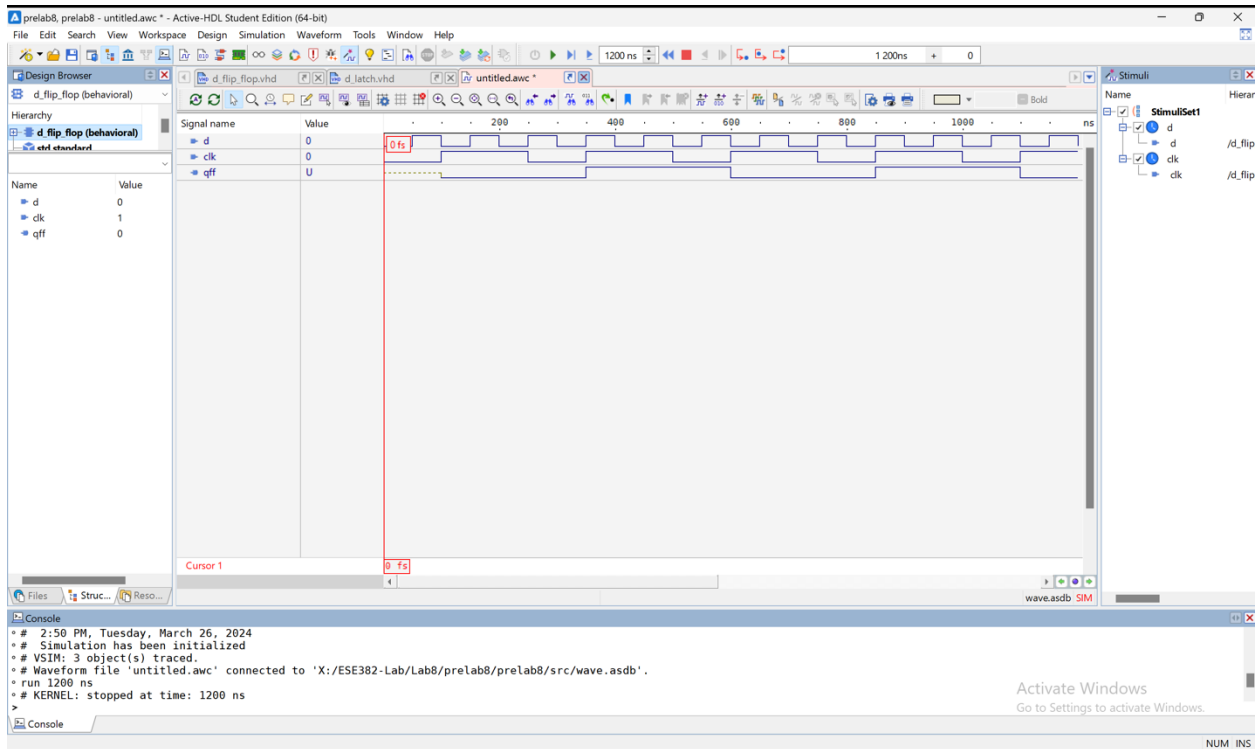 prelab8, prelab8 - untitled.awc * - Active-HDL Student Edition (64-bit)
File Edit Search View Workspace Design Simulation Waveform Tools Window Help
1200 ns 1 200ns + 0
Design Browser
d_flip_flop.vhd d_latch.vhd untitled.awc *
Stimuli
d_flip_flop (behavioral)
Bold
Name Hierar
Hierarchy
StimuliSet1
Signal name Value 200 400 600 800 1000 ns
d_flip_flop (behavioral)
d
d 0 0 fs
std.standard
d /d_flip
clk 0
clk
qff U
clk /d_flip
Name Value
d 0
clk 1
qff 0
Cursor 1 0 fs
Files Struc... Reso...
wave.asdb SIM
Console
# 2:50 PM, Tuesday, March 26, 2024
# Simulation has been initialized
# VSIM: 3 object(s) traced.
# Waveform file 'untitled.awc' connected to 'X:/ESE382-Lab/Lab8/prelab8/prelab8/src/wave.asdb'.
run 1200 ns
# KERNEL: stopped at time: 1200 ns
>
Activate Windows
Go to Settings to activate Windows.
Console
NUM INS